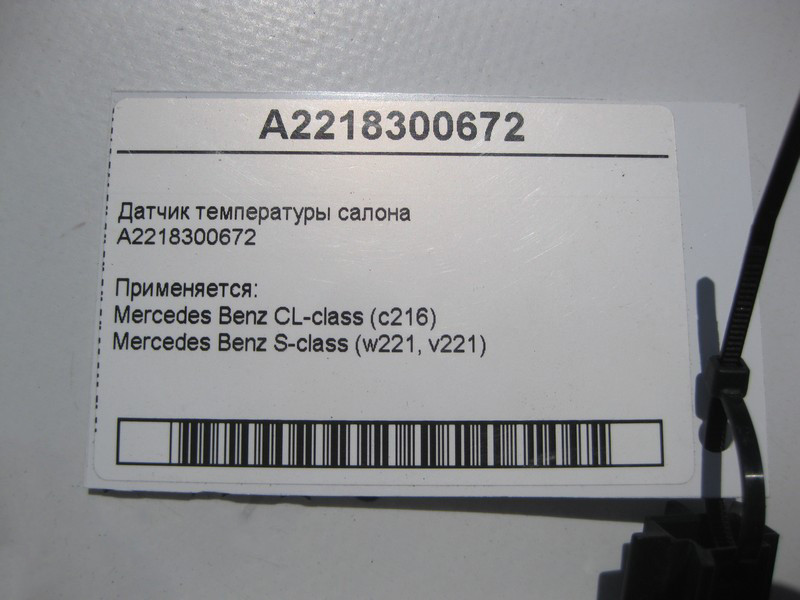 A2218300672
Датчик температуры салона
A2218300672
Применяется:
Mercedes Benz CL-class (c216)
Mercedes Benz S-class (w221, v221)